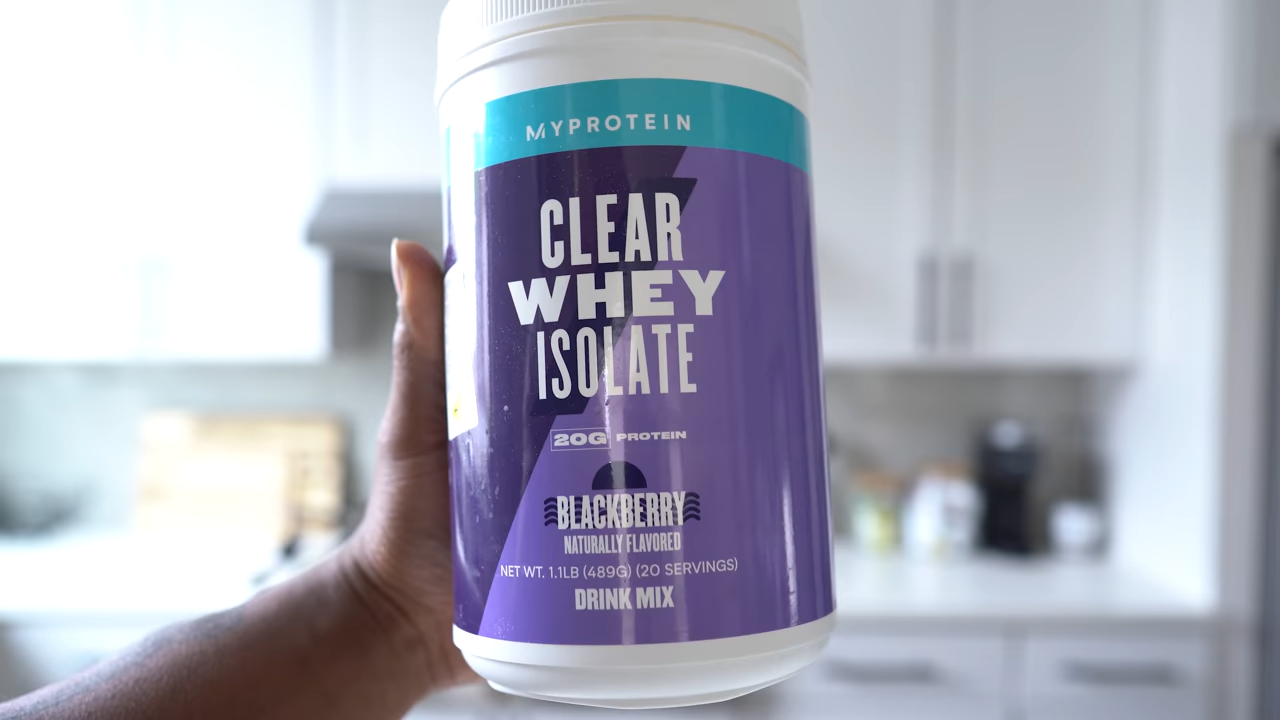 MYPROTEIN
CLEAR
WHEY
ISOLATE
20G PROTEIN
BLACKBERRY
NATURALLY FLAVORED
NET WT. 1.1LB (489G) (20 SERVINGS)
DRINK MIX